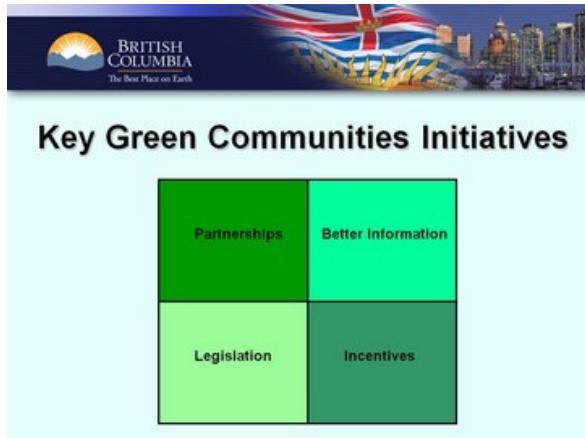 BRITISH
COLUMBIA
The Best Place on Earth
Key Green Communities Initiatives
Partnerships
Better Information
Legislation
Incentives